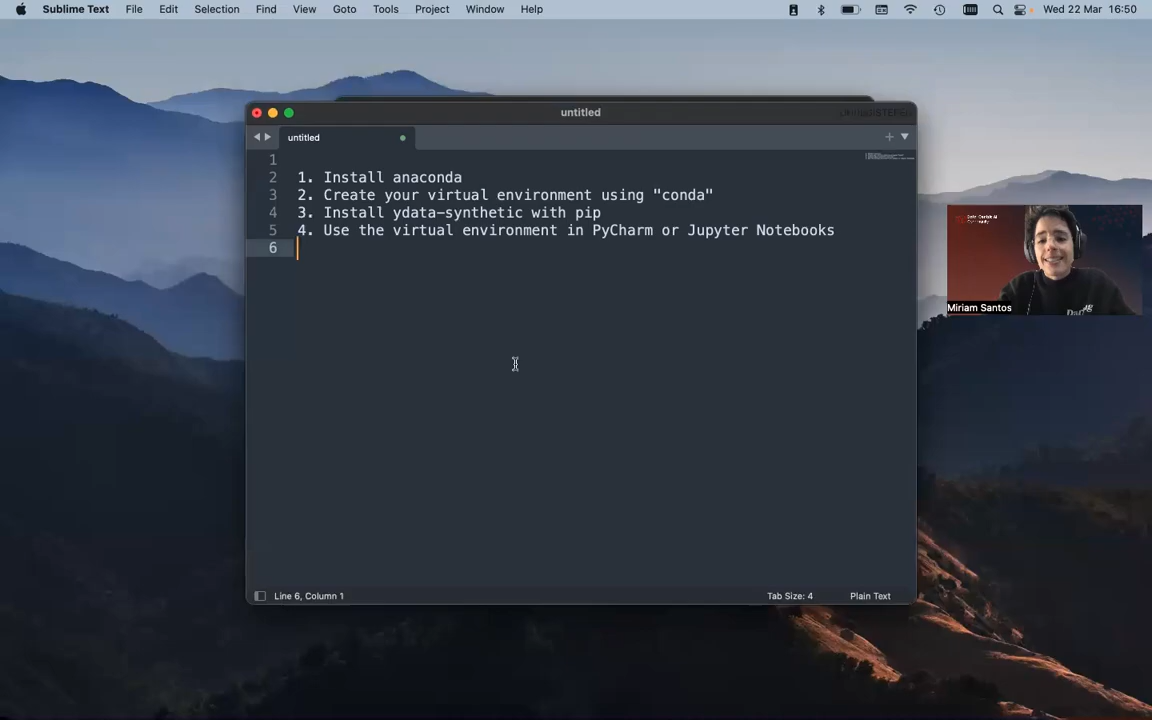 Sublime Text File Edit Selection Find View Goto Tools Project Window Help Wed 22 Mar 16:50
untitled
untitled
1
2 1. Install anaconda
3 2. Create your virtual environment using "conda"
4 3. Install ydata-synthetic with pip
5 4. Use the virtual environment in PyCharm or Jupyter Notebooks
6
Miriam Santos
Line 6, Column 1 Tab Size: 4 Plain Text